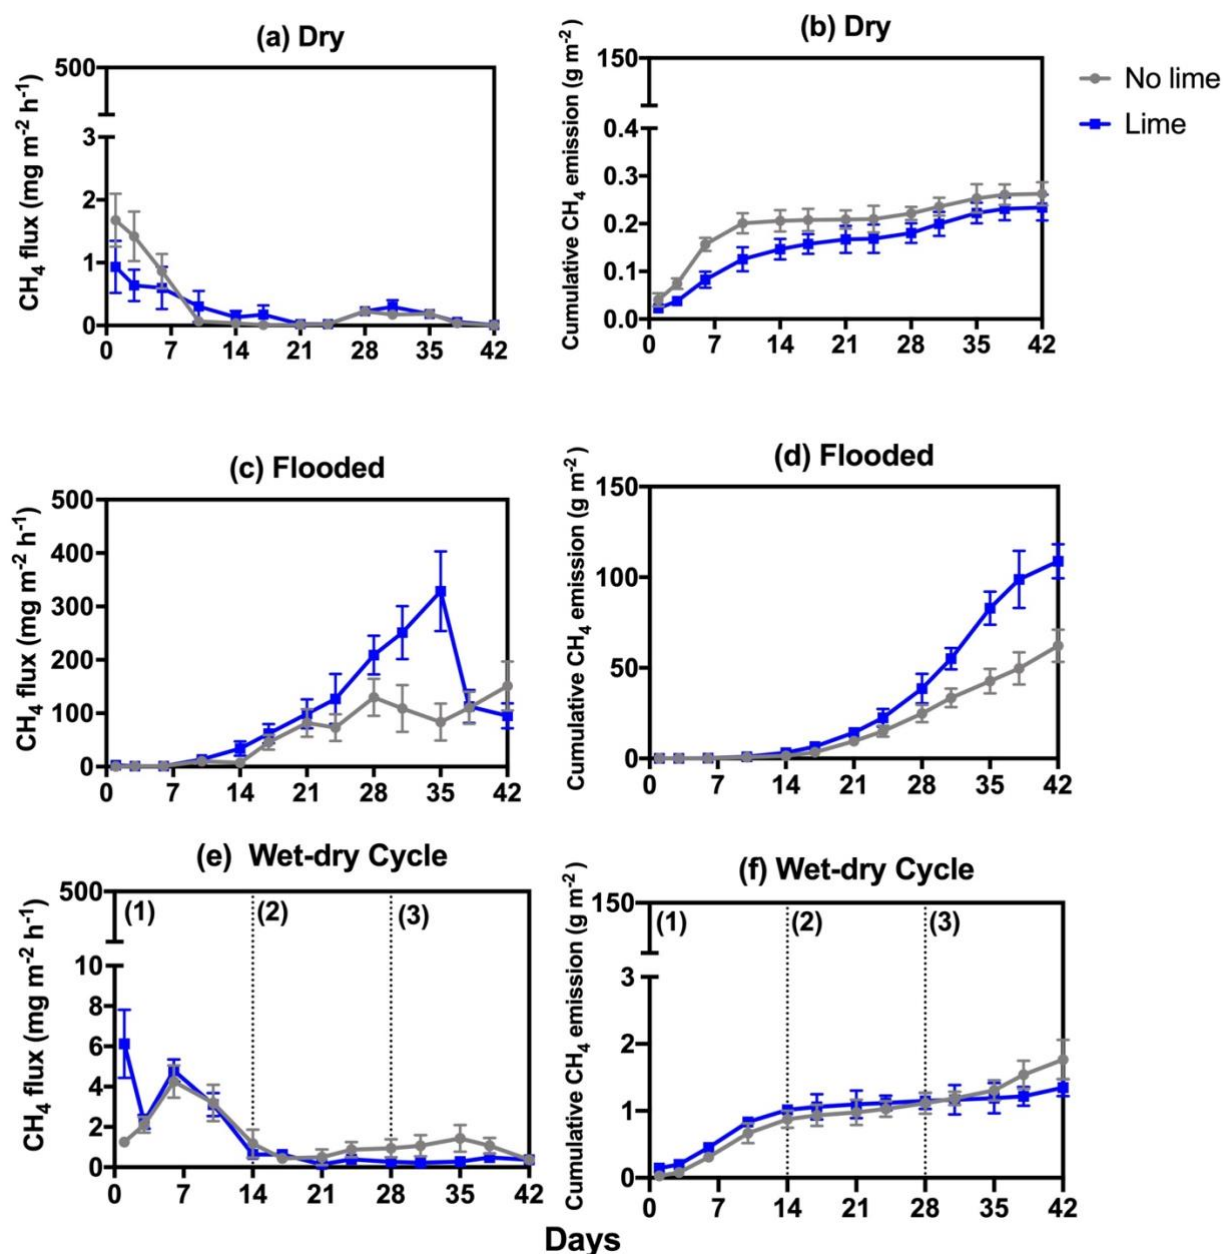 (a) Dry
CH₄ flux (mg m⁻² h⁻¹)
500
3
2
1
0
0 7 14 21 28 35 42
(b) Dry
Cumulative CH₄ emission (g m⁻²)
150
0.4
0.3
0.2
0.1
0.0
0 7 14 21 28 35 42
No lime
Lime
(c) Flooded
CH₄ flux (mg m⁻² h⁻¹)
500
400
300
200
100
0
0 7 14 21 28 35 42
(d) Flooded
Cumulative CH₄ emission (g m⁻²)
150
100
50
0
0 7 14 21 28 35 42
(e) Wet-dry Cycle
CH₄ flux (mg m⁻² h⁻¹)
500
(1) (2) (3)
10
8
6
4
2
0
0 7 14 21 28 35 42
(f) Wet-dry Cycle
Cumulative CH₄ emission (g m⁻²)
150
(1) (2) (3)
3
2
1
0
0 7 14 21 28 35 42
Days